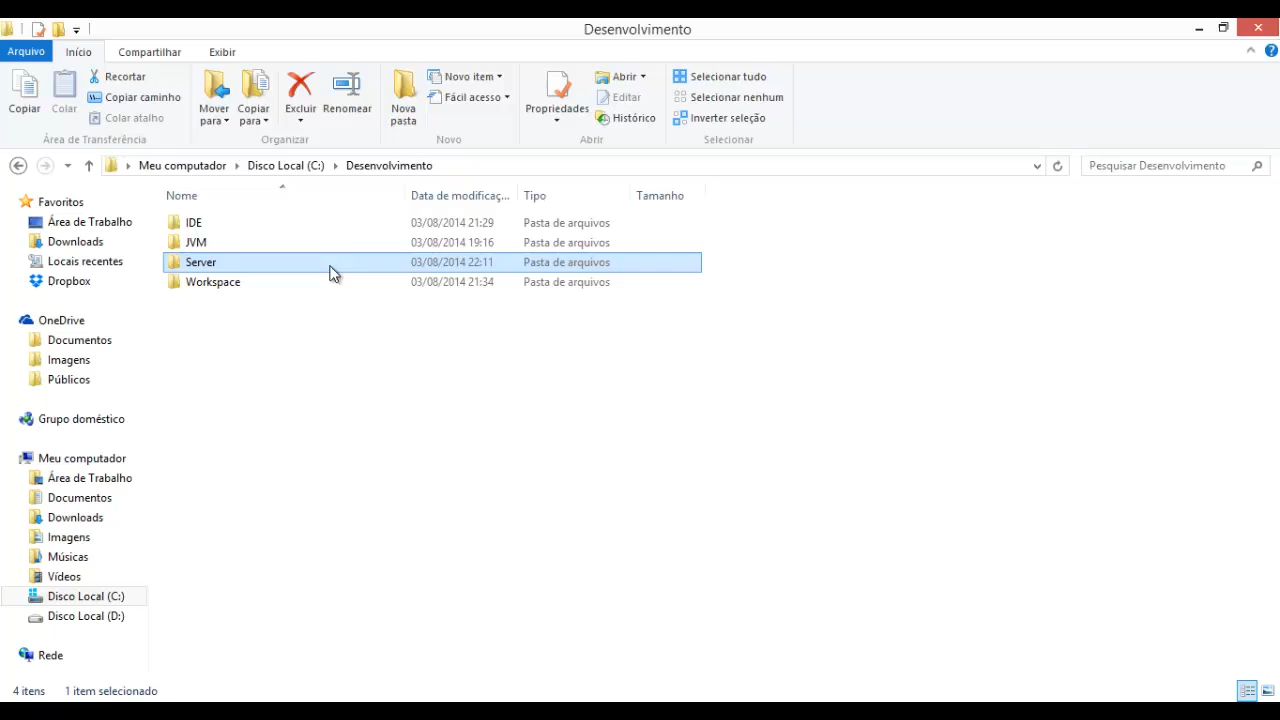 Desenvolvimento
Arquivo Início Compartilhar Exibir
Copiar
Colar
Recortar
Copiar caminho
Colar atalho
Área de Transferência
Mover para
Copiar para
Excluir
Renomear
Organizar
Nova pasta
Novo item
Fácil acesso
Novo
Propriedades
Abrir
Editar
Histórico
Abrir
Selecionar tudo
Selecionar nenhum
Inverter seleção
Selecionar
Meu computador Disco Local (C:) Desenvolvimento
Pesquisar Desenvolvimento
Favoritos
Área de Trabalho
Downloads
Locais recentes
Dropbox
OneDrive
Documentos
Imagens
Públicos
Grupo doméstico
Meu computador
Área de Trabalho
Documentos
Downloads
Imagens
Músicas
Vídeos
Disco Local (C:)
Disco Local (D:)
Rede
Nome Data de modificaç... Tipo Tamanho
IDE 03/08/2014 21:29 Pasta de arquivos
JVM 03/08/2014 19:16 Pasta de arquivos
Server 03/08/2014 22:11 Pasta de arquivos
Workspace 03/08/2014 21:34 Pasta de arquivos
4 itens 1 item selecionado